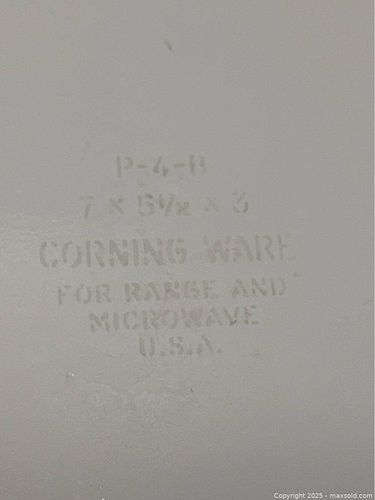 P-4-B
7 x 5½ x 3
CORNING WARE
FOR RANGE AND
MICROWAVE
U.S.A.
Copyright © 2025 - maxsold.com